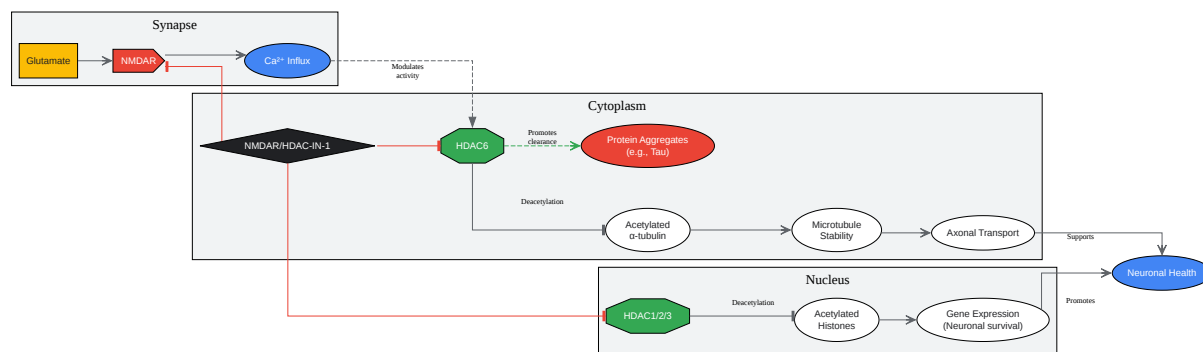 Synapse
Glutamate
NMDAR
Ca²⁺ Influx
Modulates
activity
Cytoplasm
NMDAR/HDAC-IN-1
HDAC6
Promotes
clearance
Protein Aggregates
(e.g., Tau)
Deacetylation
Acetylated
α-tubulin
Microtubule
Stability
Axonal Transport
Supports
Neuronal Health
Nucleus
HDAC1/2/3
Deacetylation
Acetylated
Histones
Gene Expression
(Neuronal survival)
Promotes